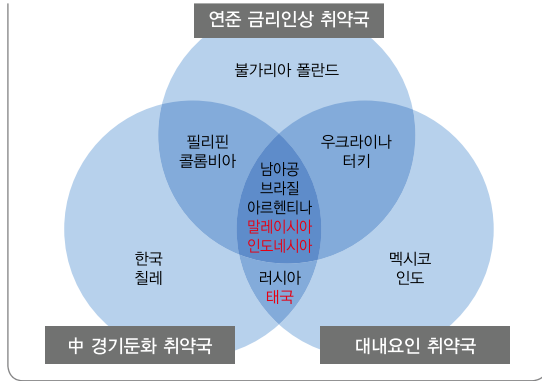 연준 금리인상 취약국
불가리아 폴란드
필리핀
콜롬비아
우크라이나
터키
남아공
브라질
아르헨티나
말레이시아
인도네시아
한국
칠레
멕시코
인도
러시아
태국
中 경기둔화 취약국
대내요인 취약국